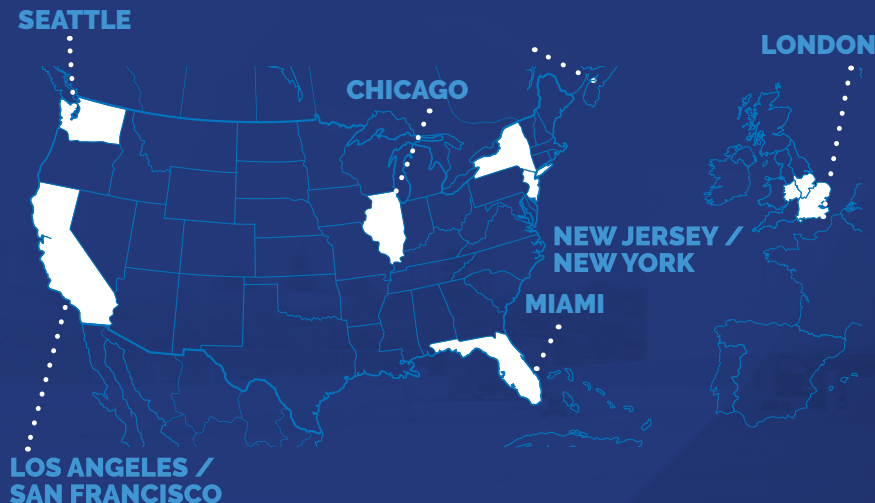 SEATTLE
LONDON
CHICAGO
NEW JERSEY /
NEW YORK
MIAMI
LOS ANGELES /
SAN FRANCISCO